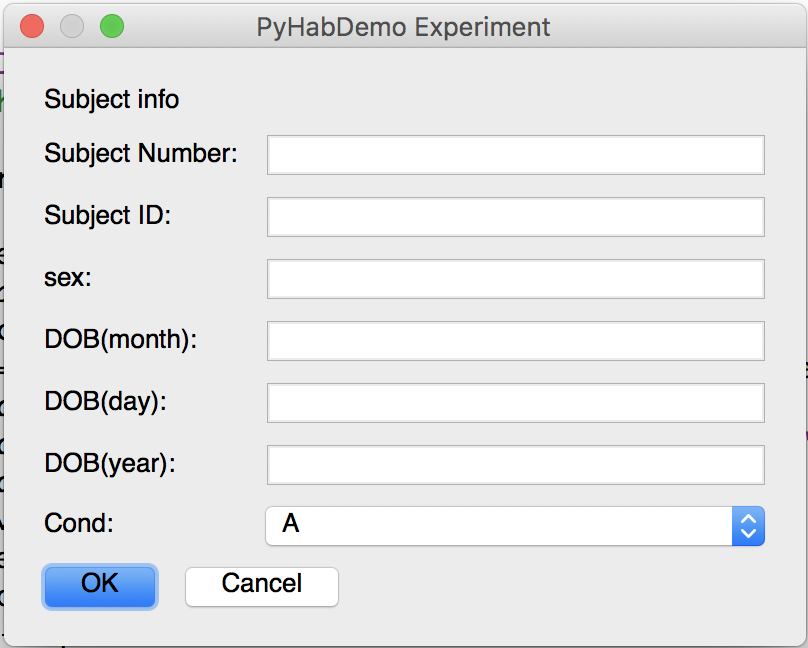 PyHabDemo Experiment
Subject info
Subject Number:
Subject ID:
sex:
DOB(month):
DOB(day):
DOB(year):
Cond: A
OK Cancel